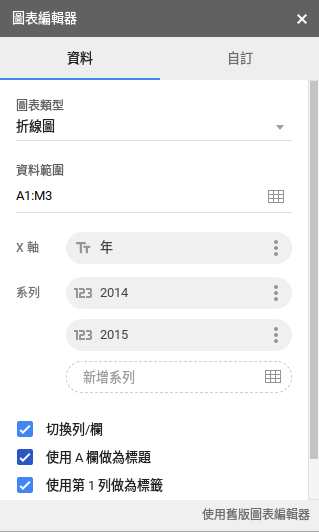 圖表編輯器 ×
資料 自訂
圖表類型
折線圖
資料範圍
A1:M3
X 軸 Tт 年
系列 123 2014
123 2015
新增系列
切換列/欄
使用 A 欄做為標題
使用第 1 列做為標籤
使用舊版圖表編輯器